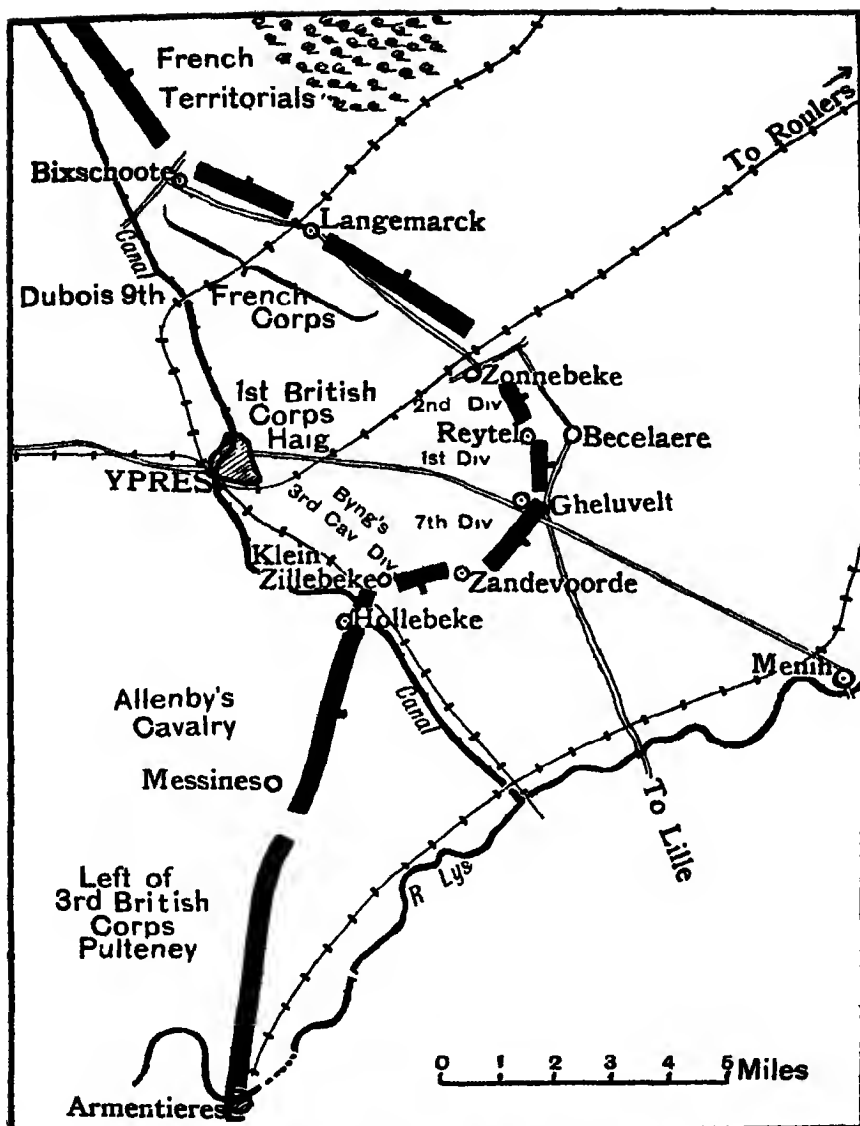 French
Territorials
To Roulers
Bixschoote
Langemarck
Canal
Dubois 9th French
Corps
Zonnebeke
1st British
Corps
Haig
2nd Div
Reytel
Becelaere
1st Div
YPRES
Byng's
3rd Cav Div
7th Div
Gheluvelt
Klein
Zillebeke
Zandevoorde
Hollebeke
Menin
Allenby's
Cavalry
Canal
Messines
To Lille
Left of
3rd British
Corps
Pulteney
R Lys
0 1 2 3 4 5 Miles
Armentieres